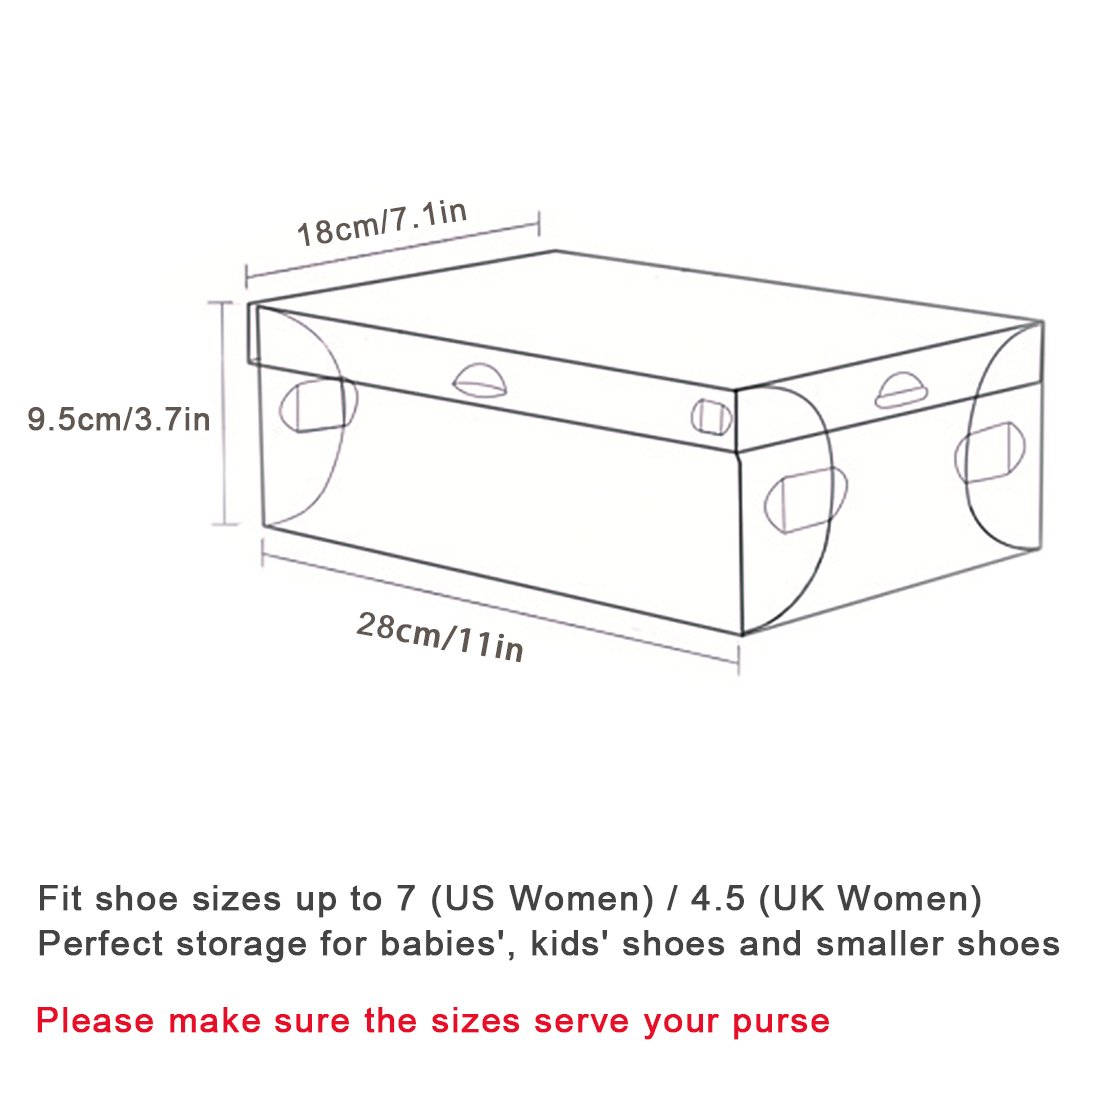 18cm/7.1in
9.5cm/3.7in
28cm/11in
Fit shoe sizes up to 7 (US Women) / 4.5 (UK Women)
Perfect storage for babies', kids' shoes and smaller shoes
Please make sure the sizes serve your purse